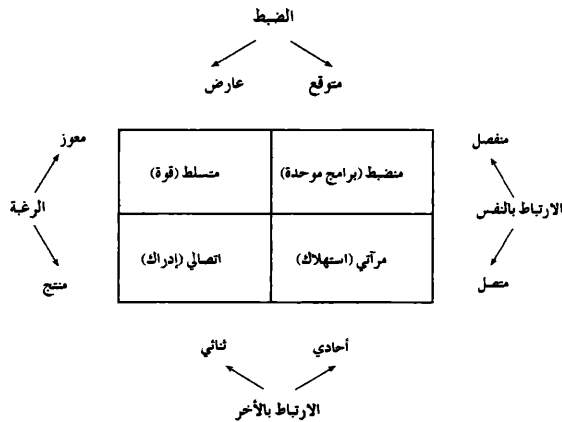 الضبط
متوقع عارض
منفصل معوز
منضبط (برامج موحدة) متسلط (قوة)
الارتباط بالنفس الرغبة
مرآتي (استهلاك) اتصالي (إدراك)
متصل منتج
أحادي ثنائي
الارتباط بالأخر